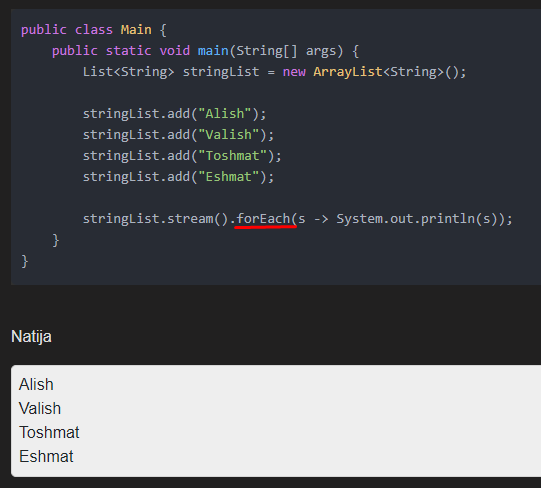 public class Main {
    public static void main(String[] args) {
        List<String> stringList = new ArrayList<String>();
        stringList.add("Alish");
        stringList.add("Valish");
        stringList.add("Toshmat");
        stringList.add("Eshmat");
        stringList.stream().forEach(s -> System.out.println(s));
    }
}
Natija
Alish
Valish
Toshmat
Eshmat